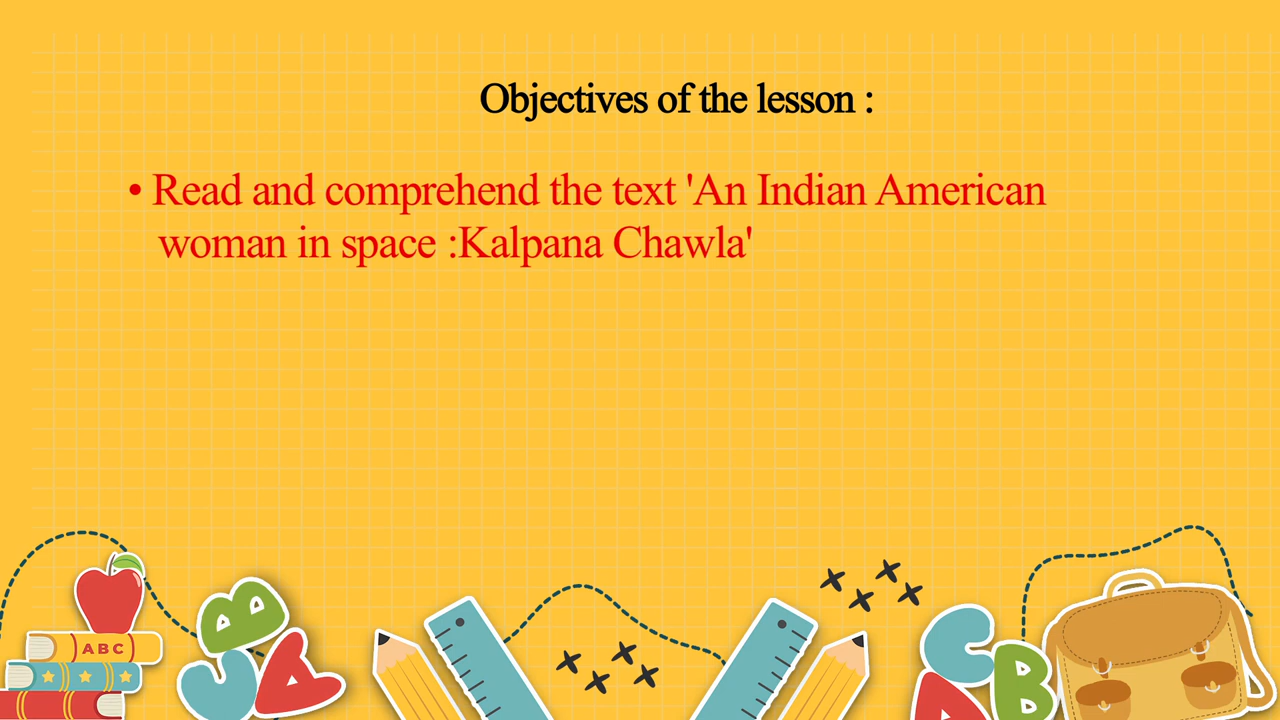 Objectives of the lesson :
• Read and comprehend the text 'An Indian American
woman in space :Kalpana Chawla'
ABC
B
C
A
C
B
A